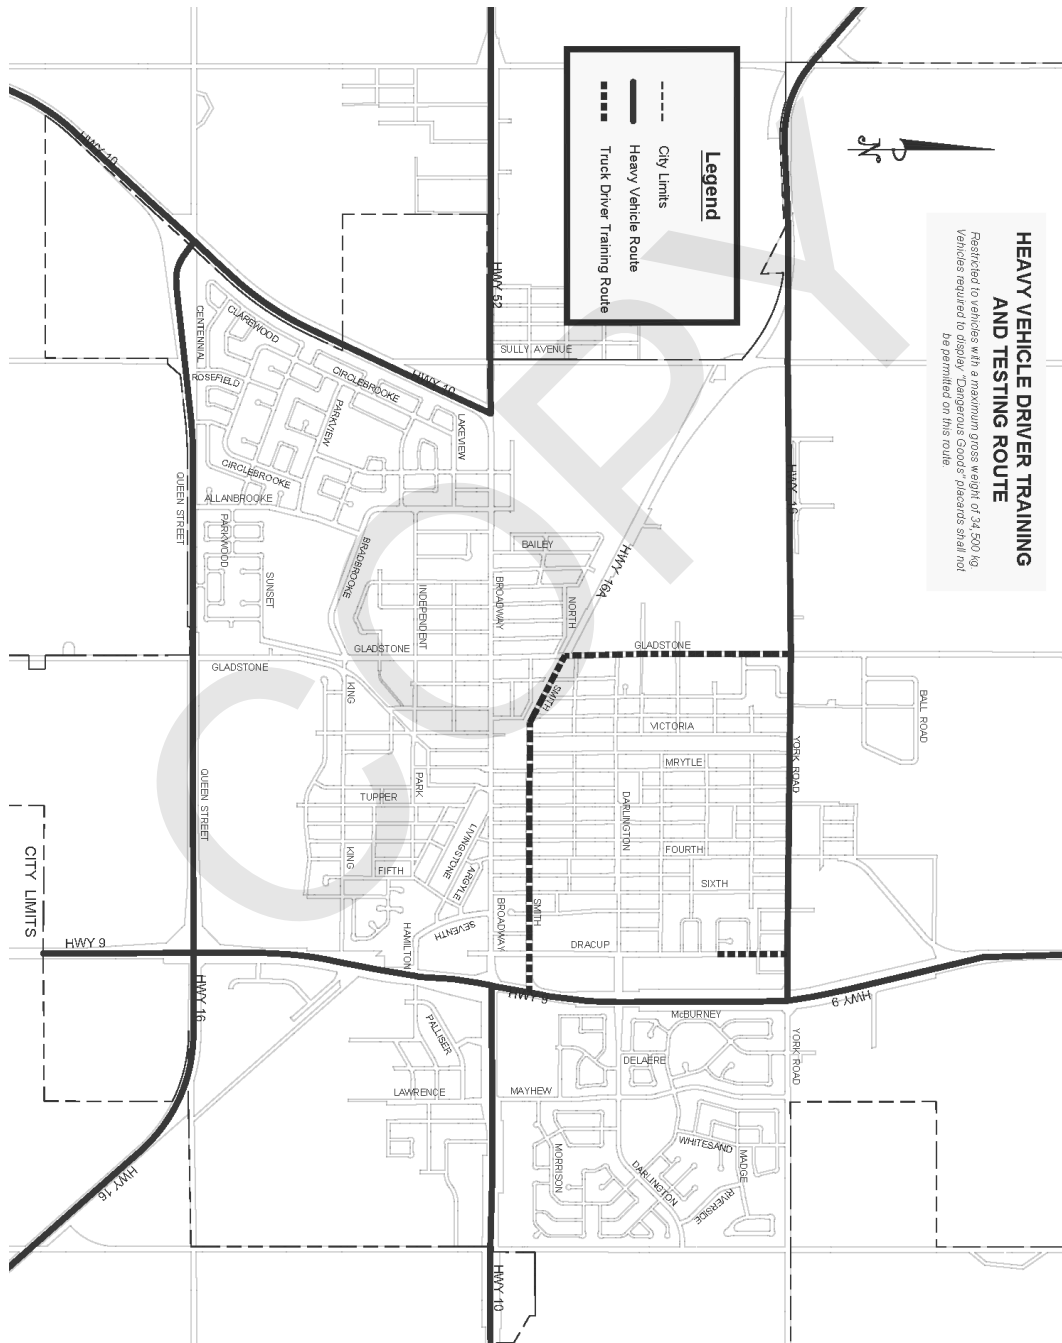 HEAVY VEHICLE DRIVER TRAINING
AND TESTING ROUTE
Restricted to vehicles with a maximum gross weight of 34,500 kg.
Vehicles required to display "Dangerous Goods" placards shall not
be permitted on this route.
N
Legend
City Limits
Heavy Vehicle Route
Truck Driver Training Route
COPY
HWY 10
HWY 52
SULLY AVENUE
CENTENNIAL
CLAREWOOD
CIRCLEBROOKE
HWY 10
ROSEFIELD
PARKVIEW
LAKEVIEW
CIRCLEBROOKE
QUEEN STREET
ALLANBROOKE
PARKWOOD
SUNSET
BRADBROOKE
INDEPENDENT
BROADWAY
BAILEY
NORTH
HWY 16A
HWY 16
GLADSTONE
GLADSTONE
GLADSTONE
KING
SMITH
VICTORIA
BALL ROAD
MRYTLE
YORK ROAD
QUEEN STREET
TUPPER
PARK
DARLINGTON
KING
FIFTH
LIVINGSTONE
ARGYLE
FOURTH
SIXTH
CITY LIMITS
HWY 9
HAMILTON
SEVENTH
BROADWAY
SMITH
DRACUP
HWY 16
HWY 9
HWY 9
PALLISER
McBURNEY
DELAERE
YORK ROAD
LAWRENCE
MAYHEW
HWY 16
MORRISON
DARLINGTON
WHITESAND
MADGE
RIVERSIDE
HWY 10